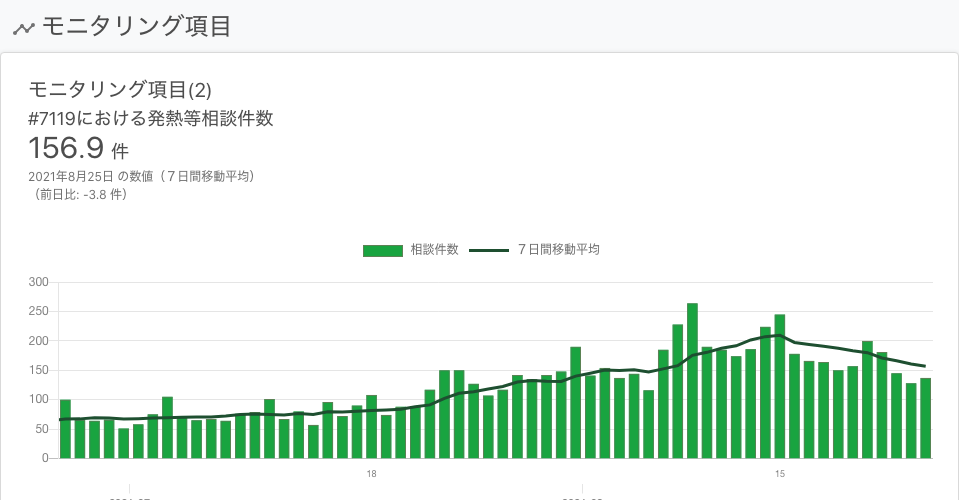 モニタリング項目
モニタリング項目(2)
#7119における発熱等相談件数
156.9 件
2021年8月25日 の数値（７日間移動平均）
（前日比: -3.8 件）
相談件数 ７日間移動平均
300
250
200
150
100
50
0
18 15